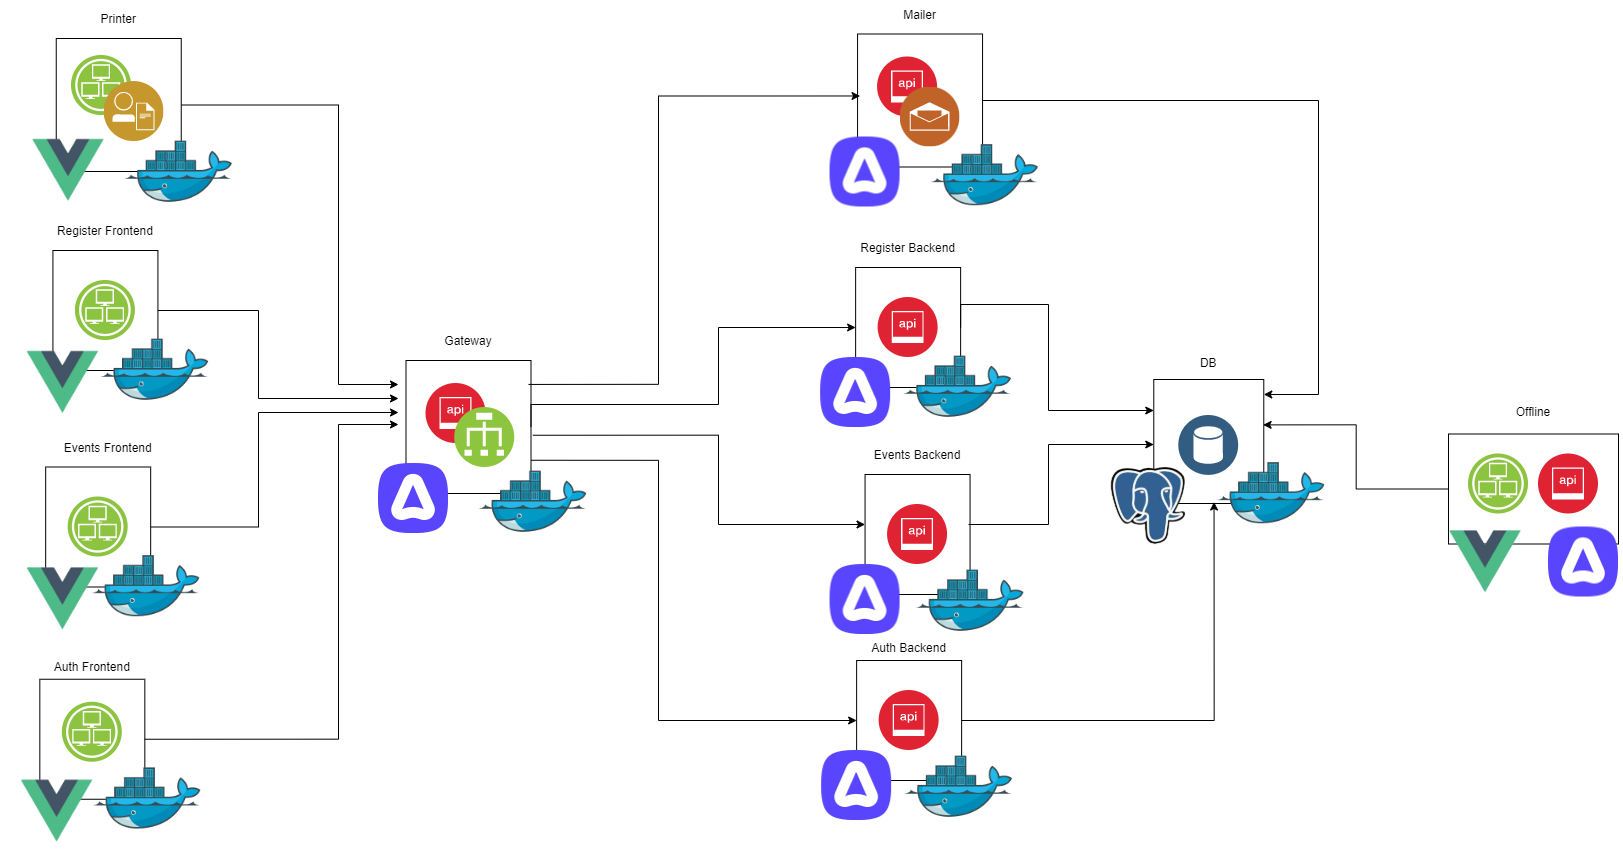 Printer
Mailer
api
Register Frontend
Register Backend
api
Gateway
api
DB
Offline
api
Events Frontend
Events Backend
api
Auth Frontend
Auth Backend
api